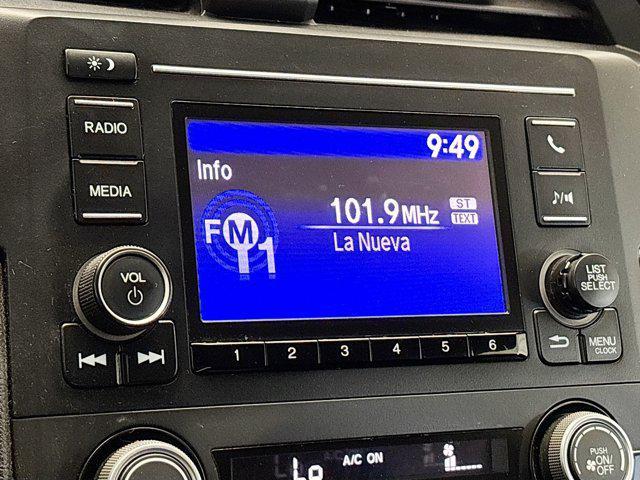 9:49
RADIO
Info
101.9MHz
ST
TEXT
MEDIA
FM1
La Nueva
VOL
LIST
PUSH
SELECT
1 2 3 4 5 6
MENU
CLOCK
Lo
A/C ON
PUSH
ON/
OFF